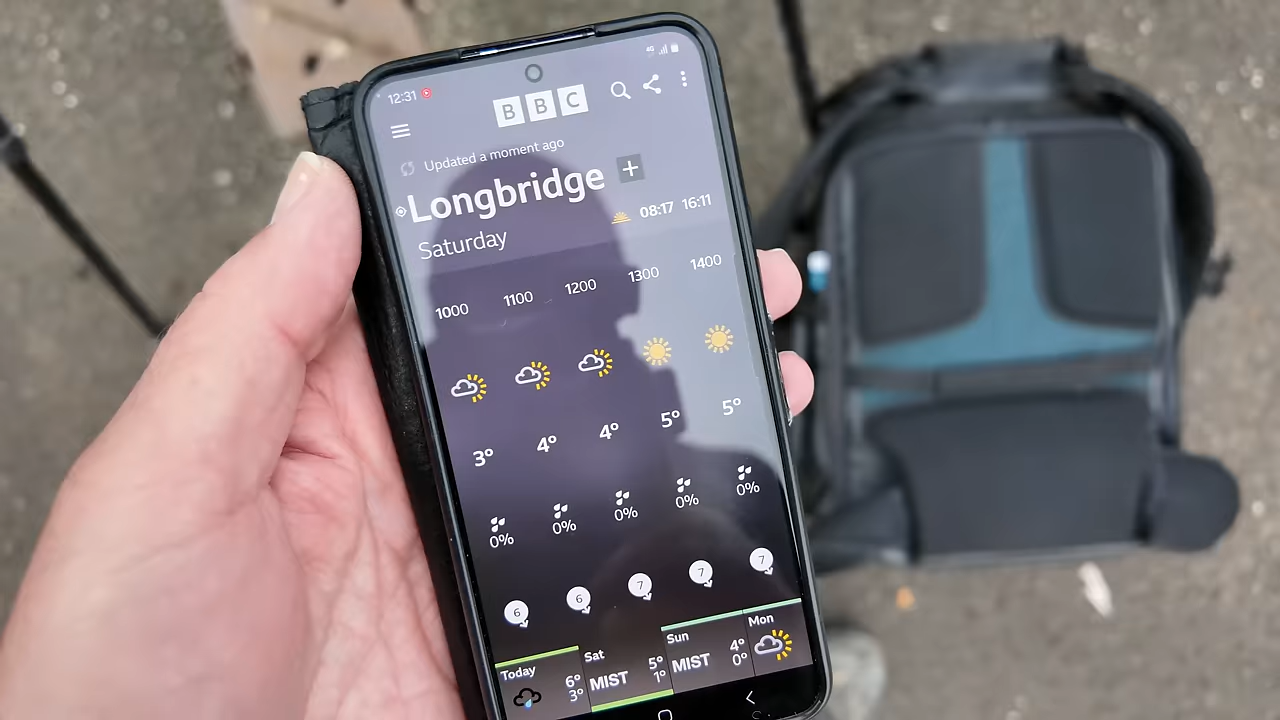 4G
12:31
BBC
Updated a moment ago
Longbridge +
08:17 16:11
Saturday
1000 1100 1200 1300 1400
3° 4° 4° 5° 5°
0% 0% 0% 0% 0%
6 6 7 7 7
Today Sat Sun Mon
6° MIST 5° MIST 4°
3° 1° 0°